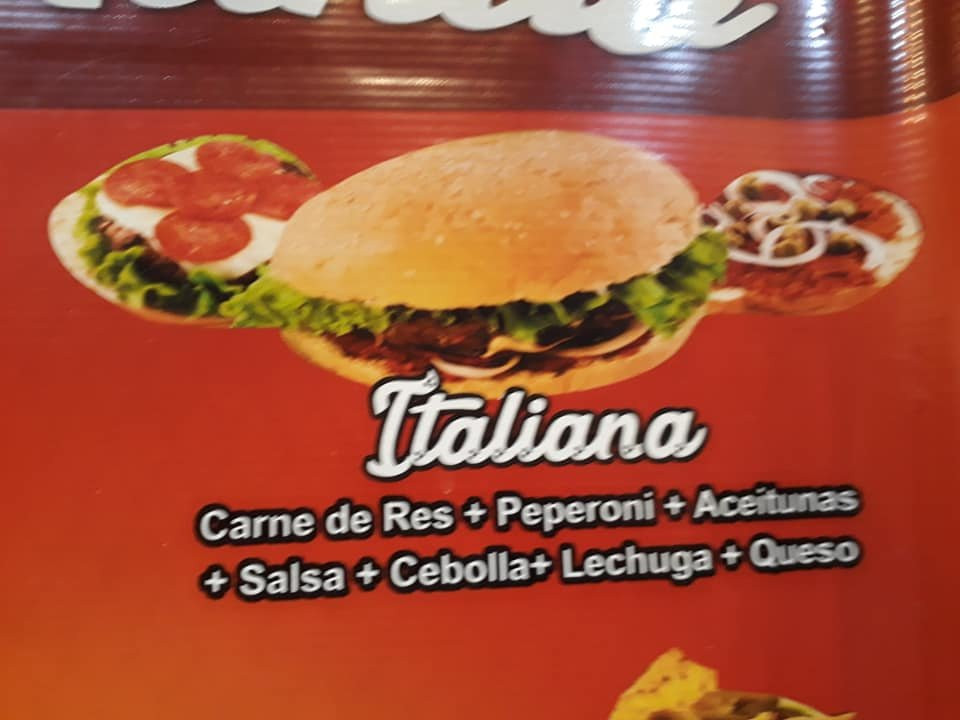 Italiana
Carne de Res + Peperoni + Aceitunas
+ Salsa + Cebolla+ Lechuga + Queso